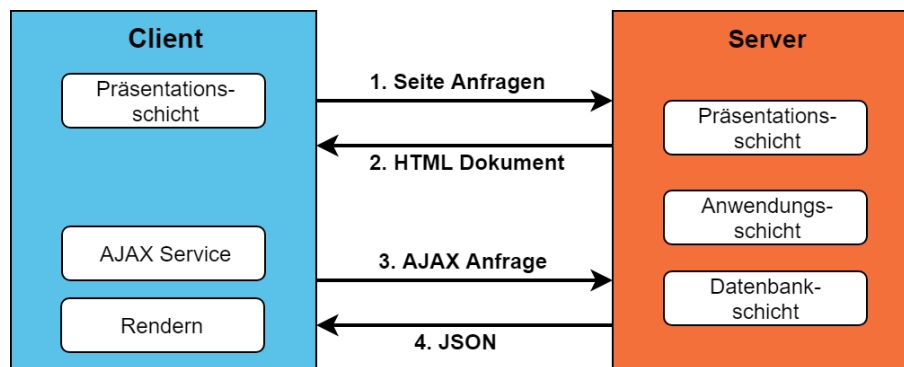 Client
Server
Präsentations-
schicht
1. Seite Anfragen
Präsentations-
schicht
2. HTML Dokument
Anwendungs-
schicht
AJAX Service
3. AJAX Anfrage
Datenbank-
schicht
Rendern
4. JSON